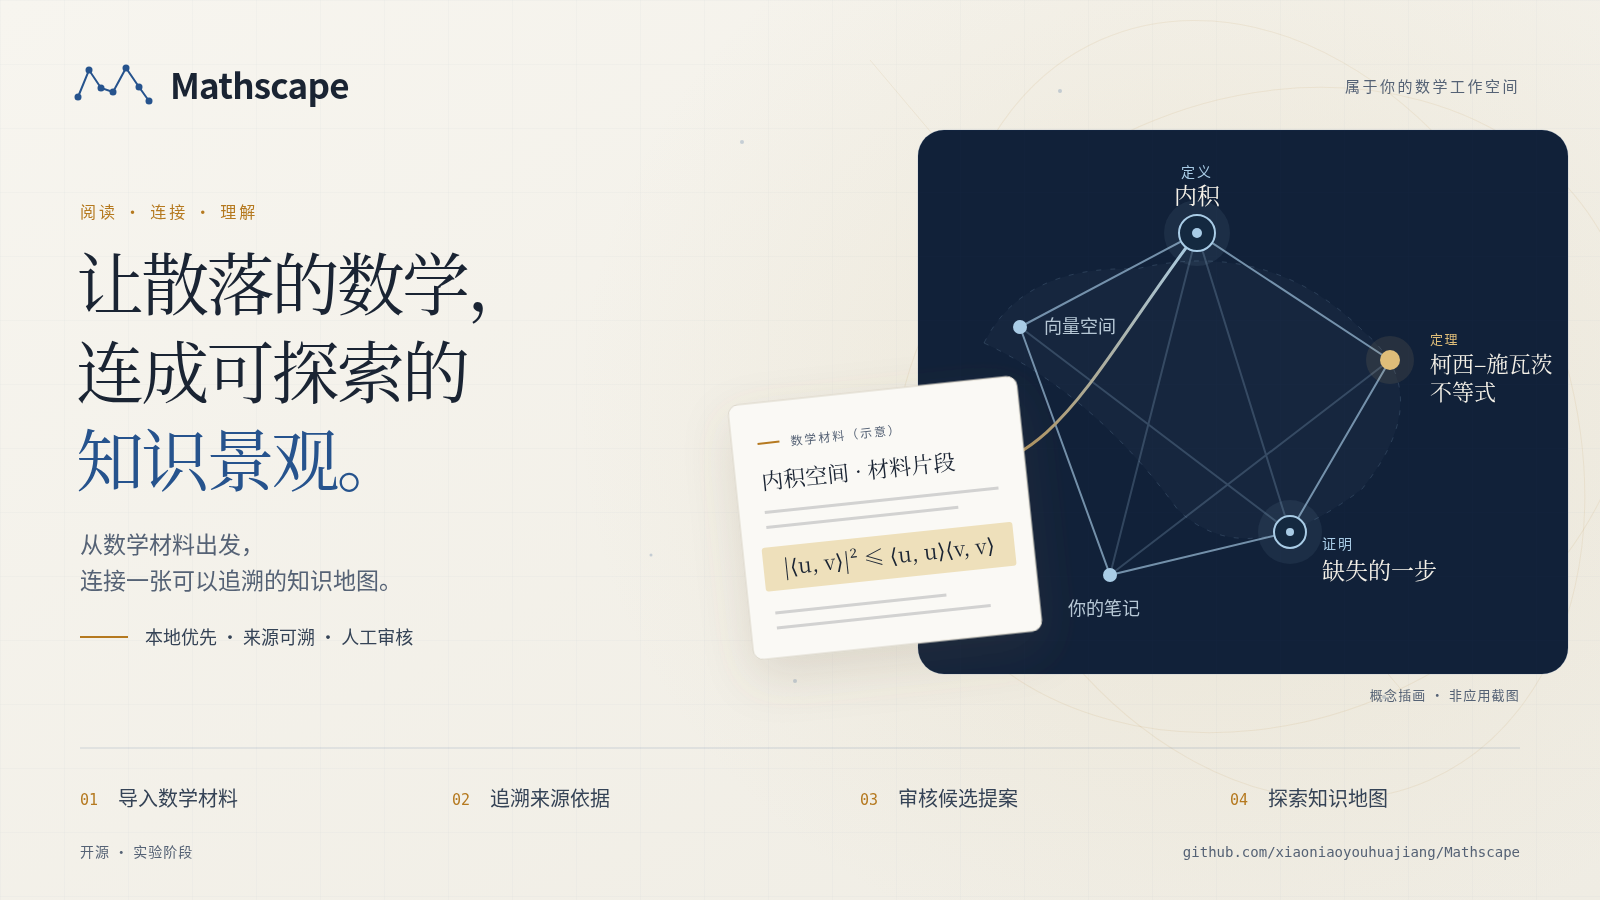 Mathscape
属于你的数学工作空间
阅读 · 连接 · 理解
让散落的数学,
连成可探索的
知识景观。
从数学材料出发，
连接一张可以追溯的知识地图。
本地优先 · 来源可溯 · 人工审核
定义
内积
向量空间
定理
柯西–施瓦茨
不等式
证明
缺失的一步
你的笔记
数学材料（示意）
内积空间 · 材料片段
|⟨u, v⟩|² ⩽ ⟨u, u⟩⟨v, v⟩
概念插画 · 非应用截图
01 导入数学材料
02 追溯来源依据
03 审核候选提案
04 探索知识地图
开源 · 实验阶段
github.com/xiaoniaoyouhuajiang/Mathscape